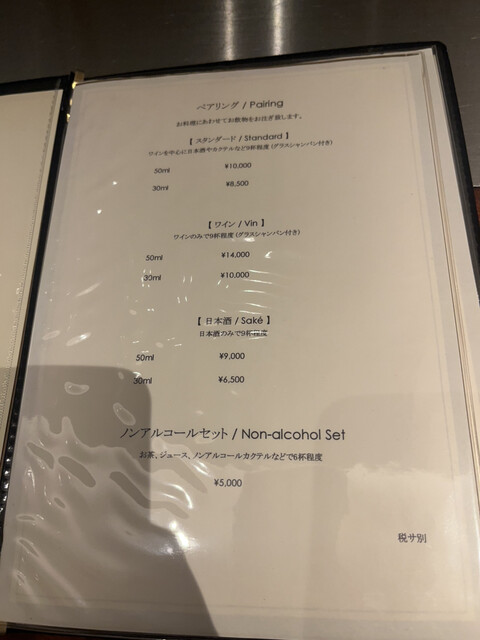 ペアリング / Pairing
お料理にあわせてお飲物をお注ぎ致します。
【 スタンダード / Standard 】
ワインを中心に日本酒やカクテルなど9杯程度 (グラスシャンパン付き)
50ml ¥10,000
30ml ¥8,500
【 ワイン / Vin 】
ワインのみで9杯程度 (グラスシャンパン付き)
50ml ¥14,000
30ml ¥10,000
【 日本酒 / Saké 】
日本酒のみで9杯程度
50ml ¥9,000
30ml ¥6,500
ノンアルコールセット / Non-alcohol Set
お茶、ジュース、ノンアルコールカクテルなどで6杯程度
¥5,000
税サ別